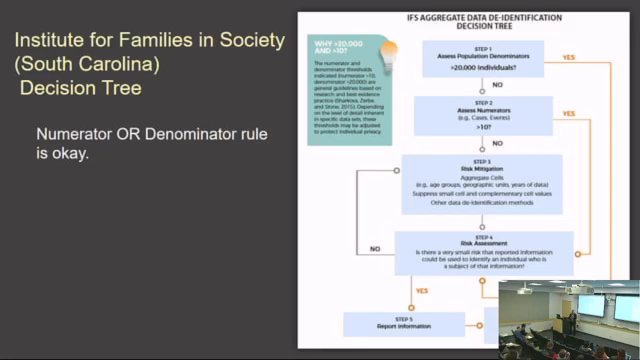 Institute for Families in Society
(South Carolina)
Decision Tree
Numerator OR Denominator rule
is okay.
IFS AGGREGATE DATA DE-IDENTIFICATION
DECISION TREE
WHY >20,000
AND >10?
The numerator and
denominator thresholds
indicated (numerator >10,
denominator >20,000) are
general guidelines based on
research and best evidence
practice
and Stone, 2015). Depending
on the level of detail inherent
in specific data sets, these
thresholds may be adjusted
to protect individual privacy.
STEP 1
Assess Population Denominators
>20,000 Individuals?
YES
NO
STEP 2
Assess Numerators
(e.g., Cases, Events)
>10?
YES
NO
STEP 3
Risk Mitigation
Aggregate Cells
(e.g., age groups, geographic units, years of data)
Suppress small cell and complementary cell values
Other data de-identification methods
STEP 4
Risk Assessment
Is there a very small risk that reported information
could be used to identify an individual who is
a subject of that information?
NO
YES
STEP 5
Report Information